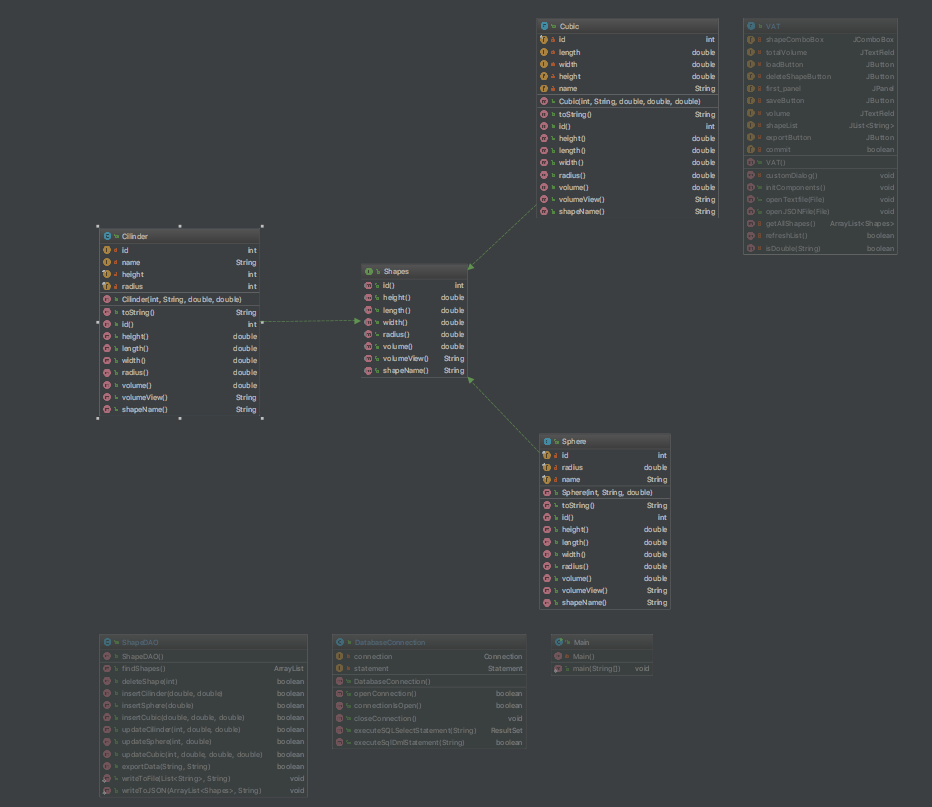 Cubic
id int
length double
width double
height double
name String
Cubic(int, String, double, double, double)
toString() String
id() int
height() double
length() double
width() double
radius() double
volume() double
volumeView() String
shapeName() String
VAT
shapeComboBox JComboBox
totalVolume JTextField
loadButton JButton
deleteShapeButton JButton
first_panel JPanel
saveButton JButton
volume JTextField
shapeList JList<String>
exportButton JButton
commit boolean
VAT()
customDialog() void
initComponents() void
openTextfile(File) void
openJSONFile(File) void
getAllShapes() ArrayList<Shapes>
refreshList() boolean
isDouble(String) boolean
Cilinder
id int
name String
height int
radius int
Cilinder(int, String, double, double)
toString() String
id() int
height() double
length() double
width() double
radius() double
volume() double
volumeView() String
shapeName() String
Shapes
id() int
height() double
length() double
width() double
radius() double
volume() double
volumeView() String
shapeName() String
Sphere
id int
radius double
name String
Sphere(int, String, double)
toString() String
id() int
height() double
length() double
width() double
radius() double
volume() double
volumeView() String
shapeName() String
ShapeDAO
ShapeDAO()
findShapes() ArrayList
deleteShape(int) boolean
insertCilinder(double, double) boolean
insertSphere(double) boolean
insertCubic(double, double, double) boolean
updateCilinder(int, double, double) boolean
updateSphere(int, double) boolean
updateCubic(int, double, double, double) boolean
exportData(String, String) boolean
writeToFile(List<String>, String) void
writeToJSON(ArrayList<Shapes>, String) void
DatabaseConnection
connection Connection
statement Statement
DatabaseConnection()
openConnection() boolean
connectionIsOpen() boolean
closeConnection() void
executeSQLSelectStatement(String) ResultSet
executeSqlDmlStatement(String) boolean
Main
Main()
main(String[]) void